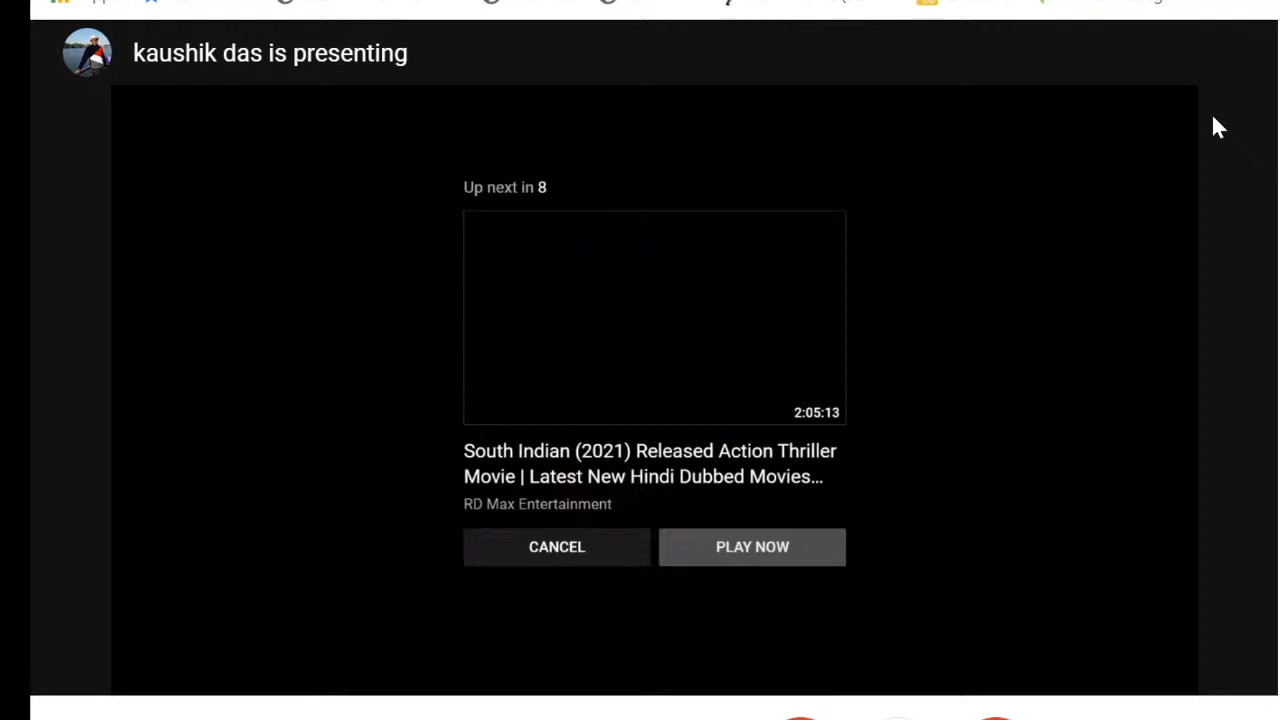 kaushik das is presenting
Up next in 8
2:05:13
South Indian (2021) Released Action Thriller
Movie | Latest New Hindi Dubbed Movies...
RD Max Entertainment
CANCEL
PLAY NOW